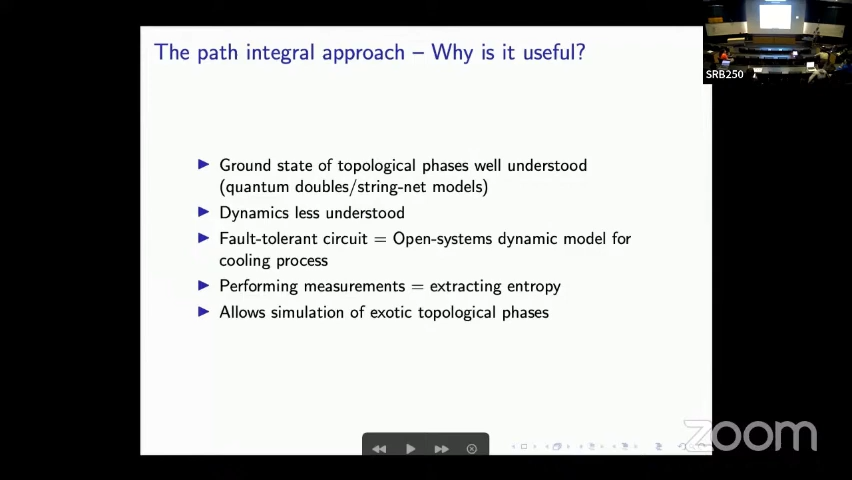 The path integral approach – Why is it useful?
SRB250
▶ Ground state of topological phases well understood
(quantum doubles/string-net models)
▶ Dynamics less understood
▶ Fault-tolerant circuit = Open-systems dynamic model for
cooling process
▶ Performing measurements = extracting entropy
▶ Allows simulation of exotic topological phases
zoom